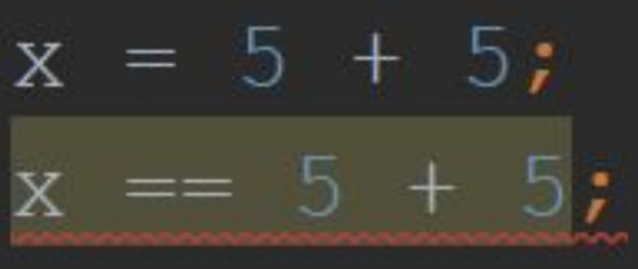 x = 5 + 5;
x == 5 + 5;